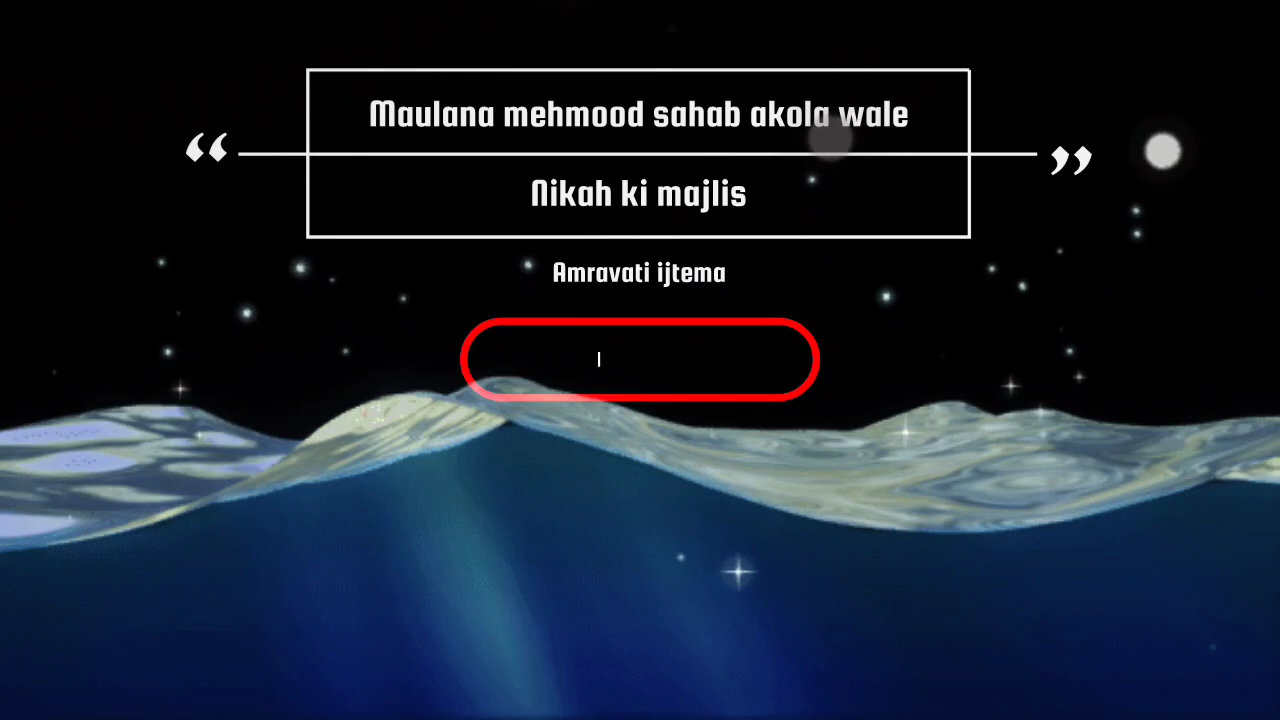 Maulana mehmood sahab akola wale
“ ”
Nikah ki majlis
Amravati ijtema